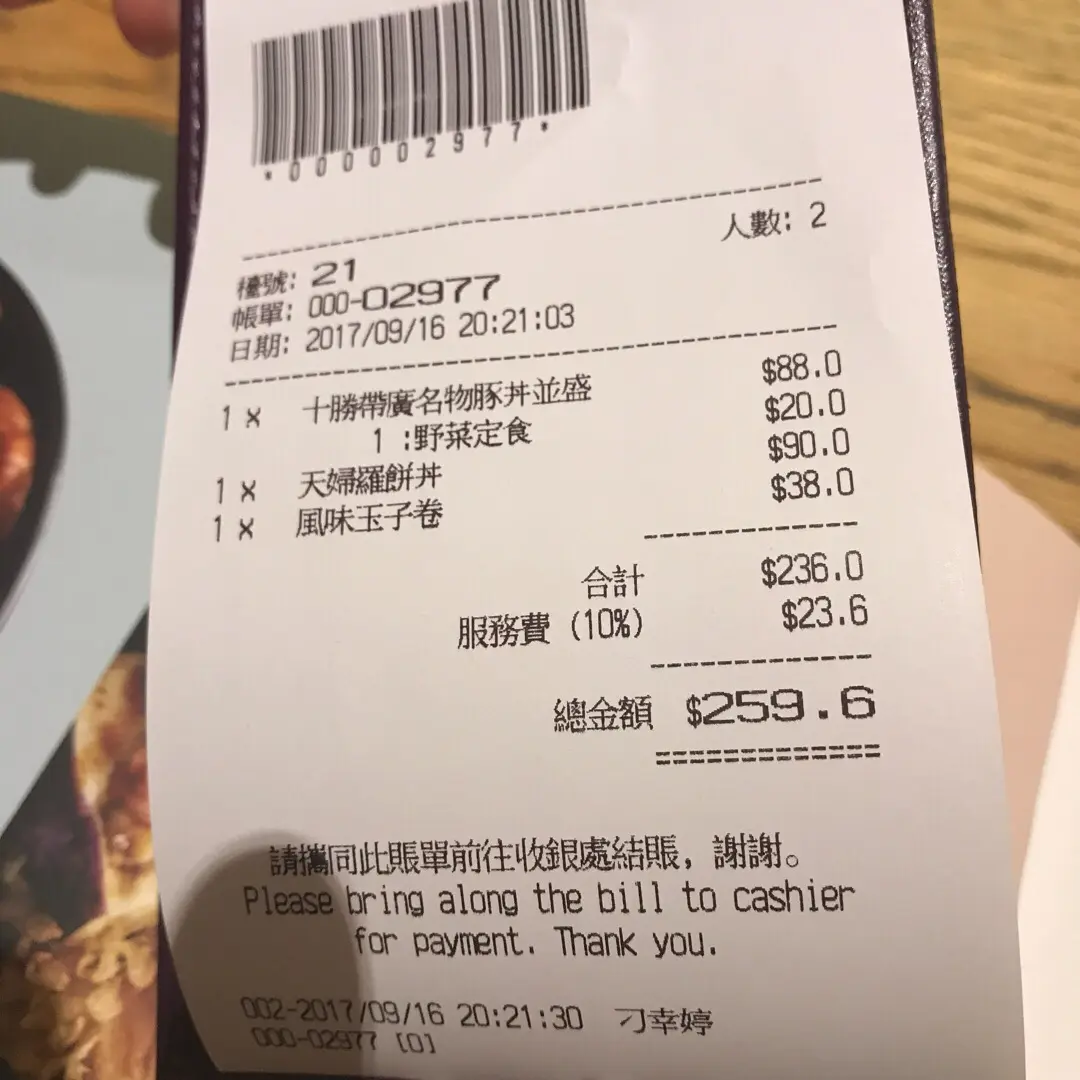 *000002977*
人數: 2
檯號: 21
帳單: 000-02977
日期: 2017/09/16 20:21:03
1 x 十勝帶廣名物豚丼並盛 $88.0
1 :野菜定食 $20.0
1 x 天婦羅餅丼 $90.0
1 x 風味玉子卷 $38.0
合計 $236.0
服務費 (10%) $23.6
總金額 $259.6
請攜同此賬單前往收銀處結賬，謝謝。
Please bring along the bill to cashier
for payment. Thank you.
002-2017/09/16 20:21:30 刁幸婷
000-02977 [0]